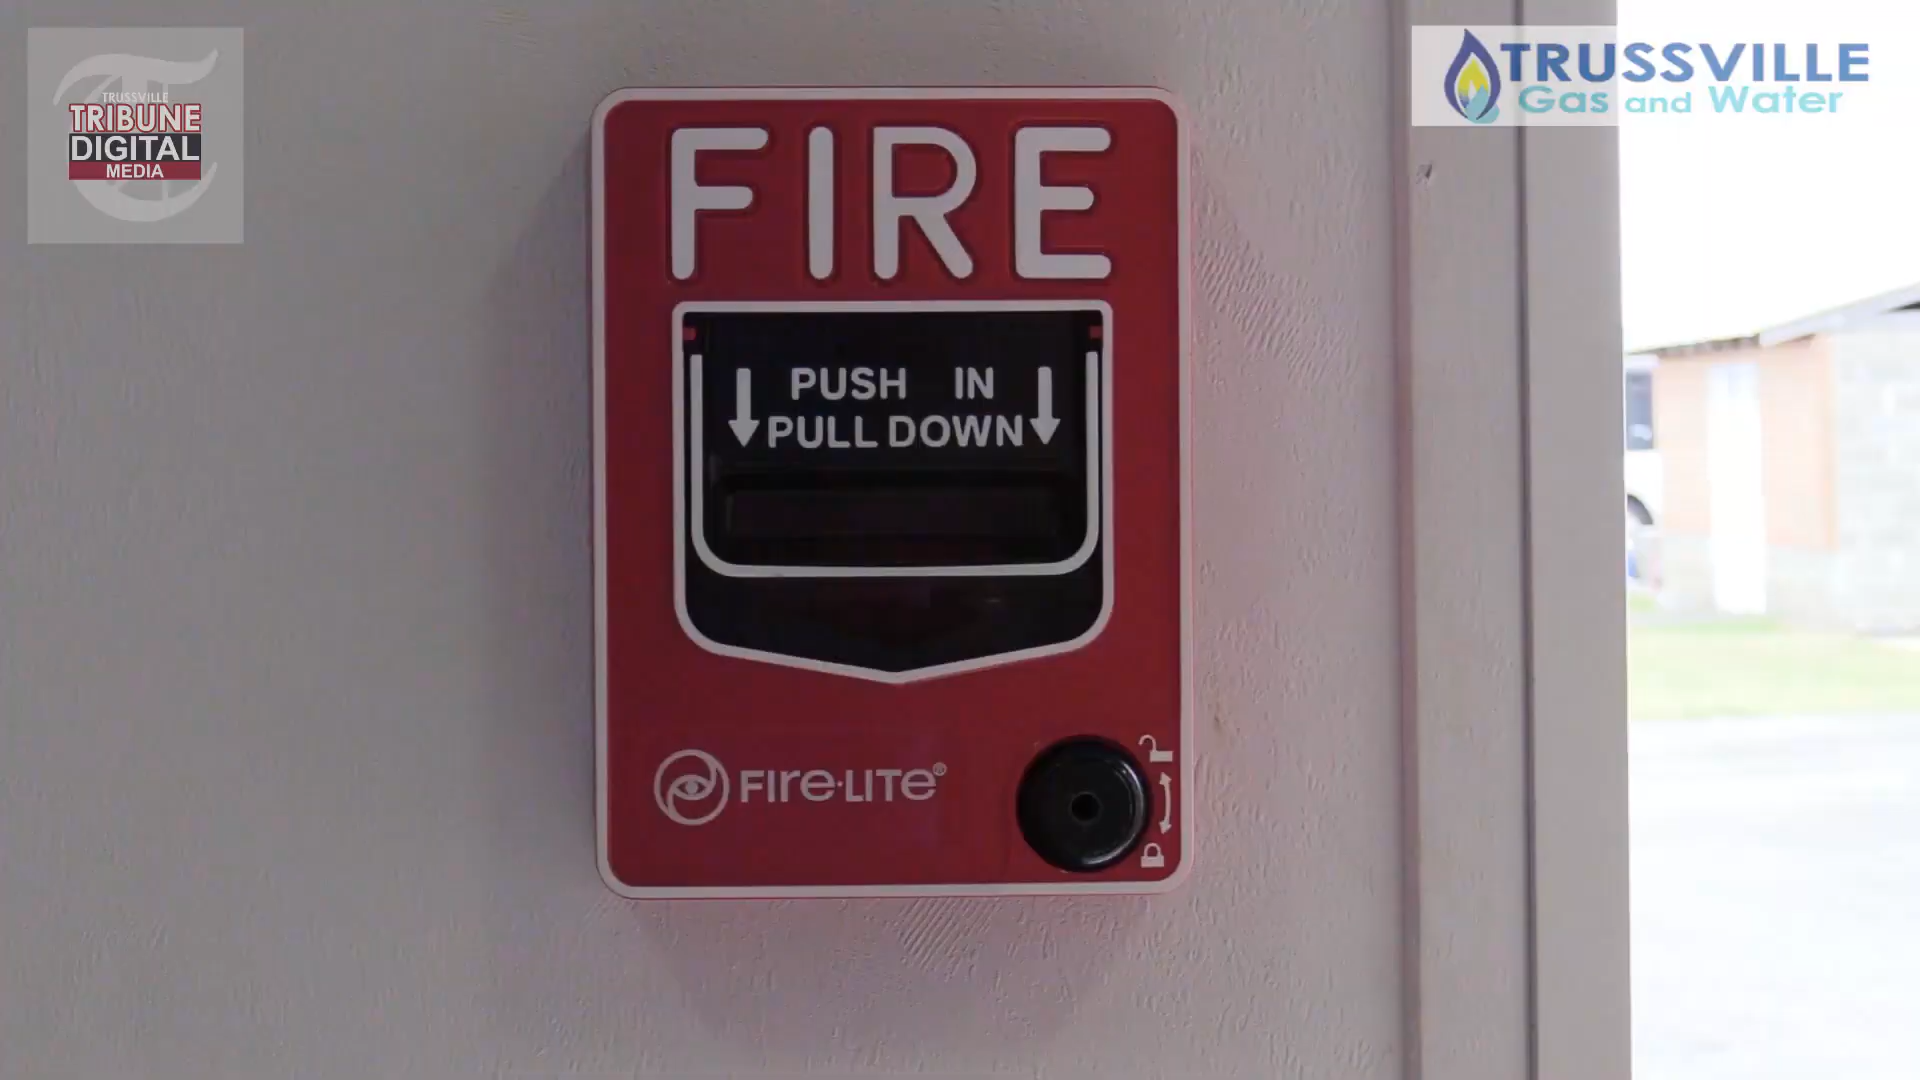 TRUSSVILLE
TRIBUNE
DIGITAL
MEDIA
TRUSSVILLE
Gas and Water
FIRE
PUSH IN
PULL DOWN
FIRE·LITE®